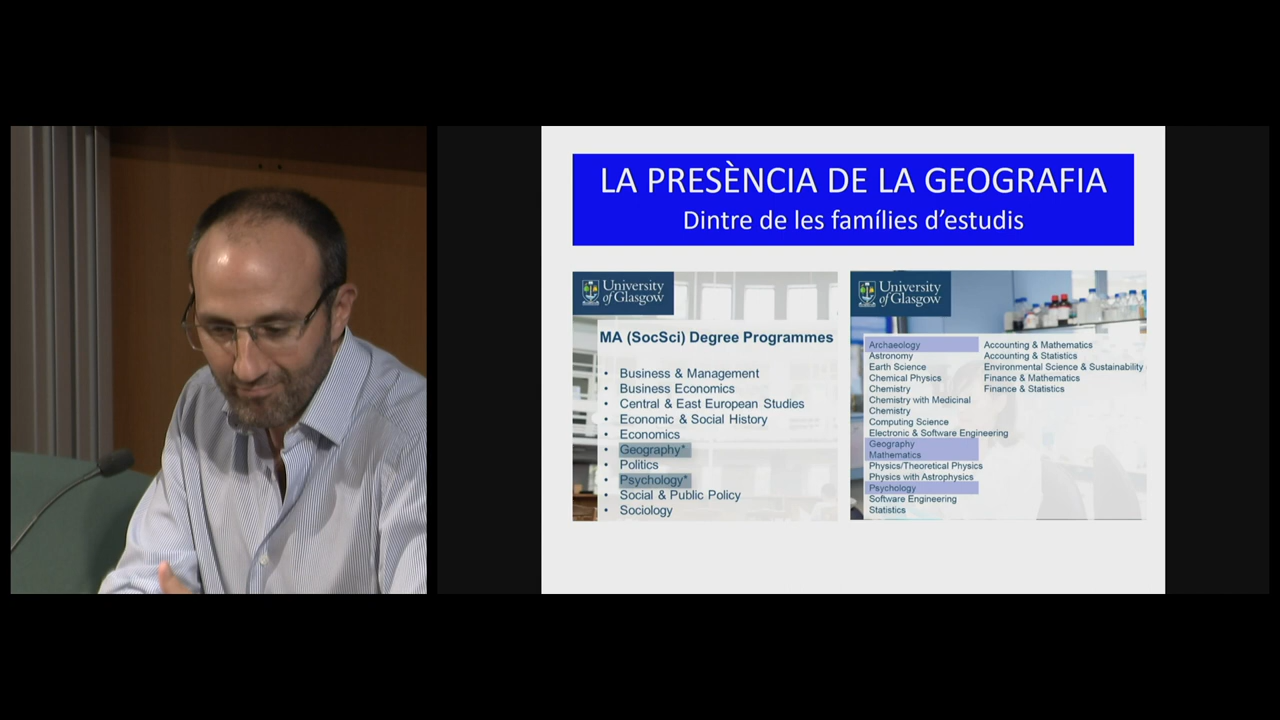 LA PRESÈNCIA DE LA GEOGRAFIA
Dintre de les famílies d'estudis
University
of Glasgow
MA (SocSci) Degree Programmes
• Business & Management
• Business Economics
• Central & East European Studies
• Economic & Social History
• Economics
• Geography*
• Politics
• Psychology*
• Social & Public Policy
• Sociology
University
of Glasgow
Archaeology
Astronomy
Earth Science
Chemical Physics
Chemistry
Chemistry with Medicinal
Chemistry
Computing Science
Electronic & Software Engineering
Geography
Mathematics
Physics/Theoretical Physics
Physics with Astrophysics
Psychology
Software Engineering
Statistics
Accounting & Mathematics
Accounting & Statistics
Environmental Science & Sustainability
Finance & Mathematics
Finance & Statistics